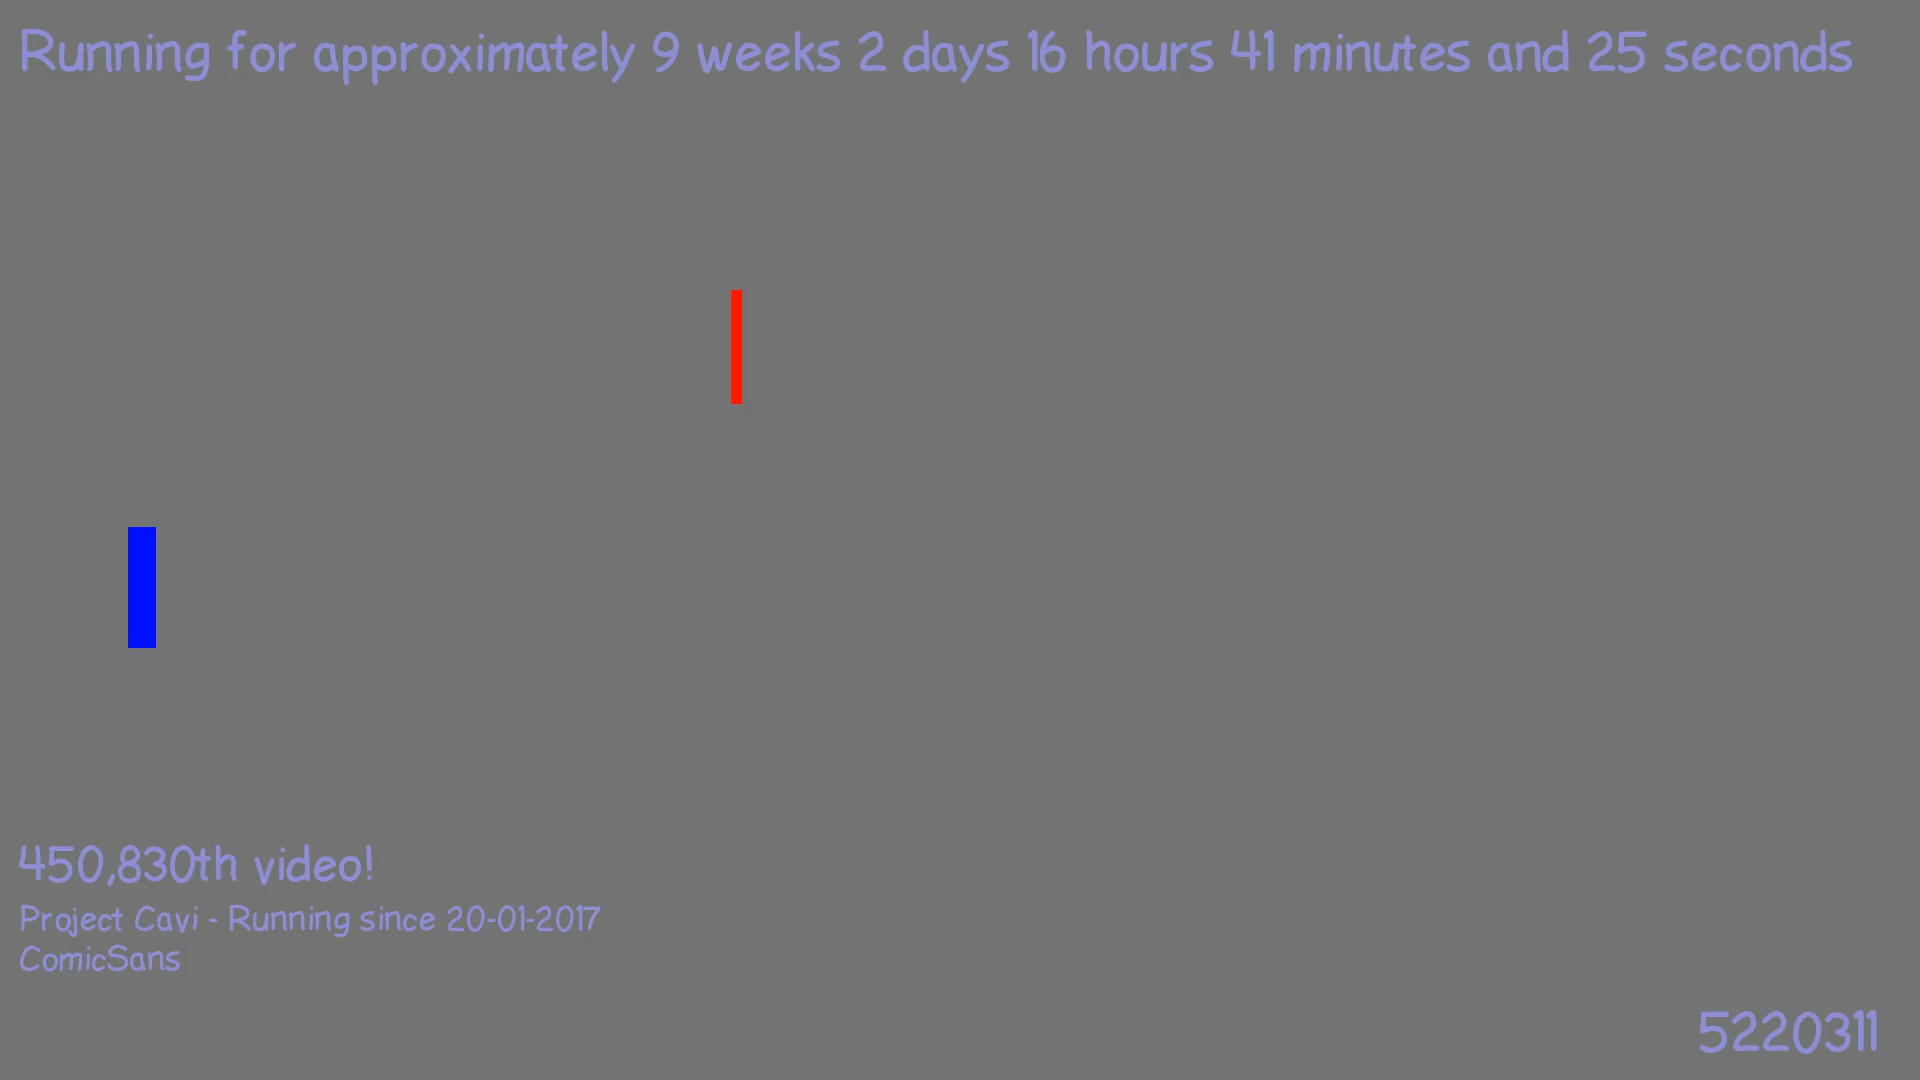 Running for approximately 9 weeks 2 days 16 hours 41 minutes and 25 seconds
450,830th video!
Project Cavi - Running since 20-01-2017
ComicSans
5220311